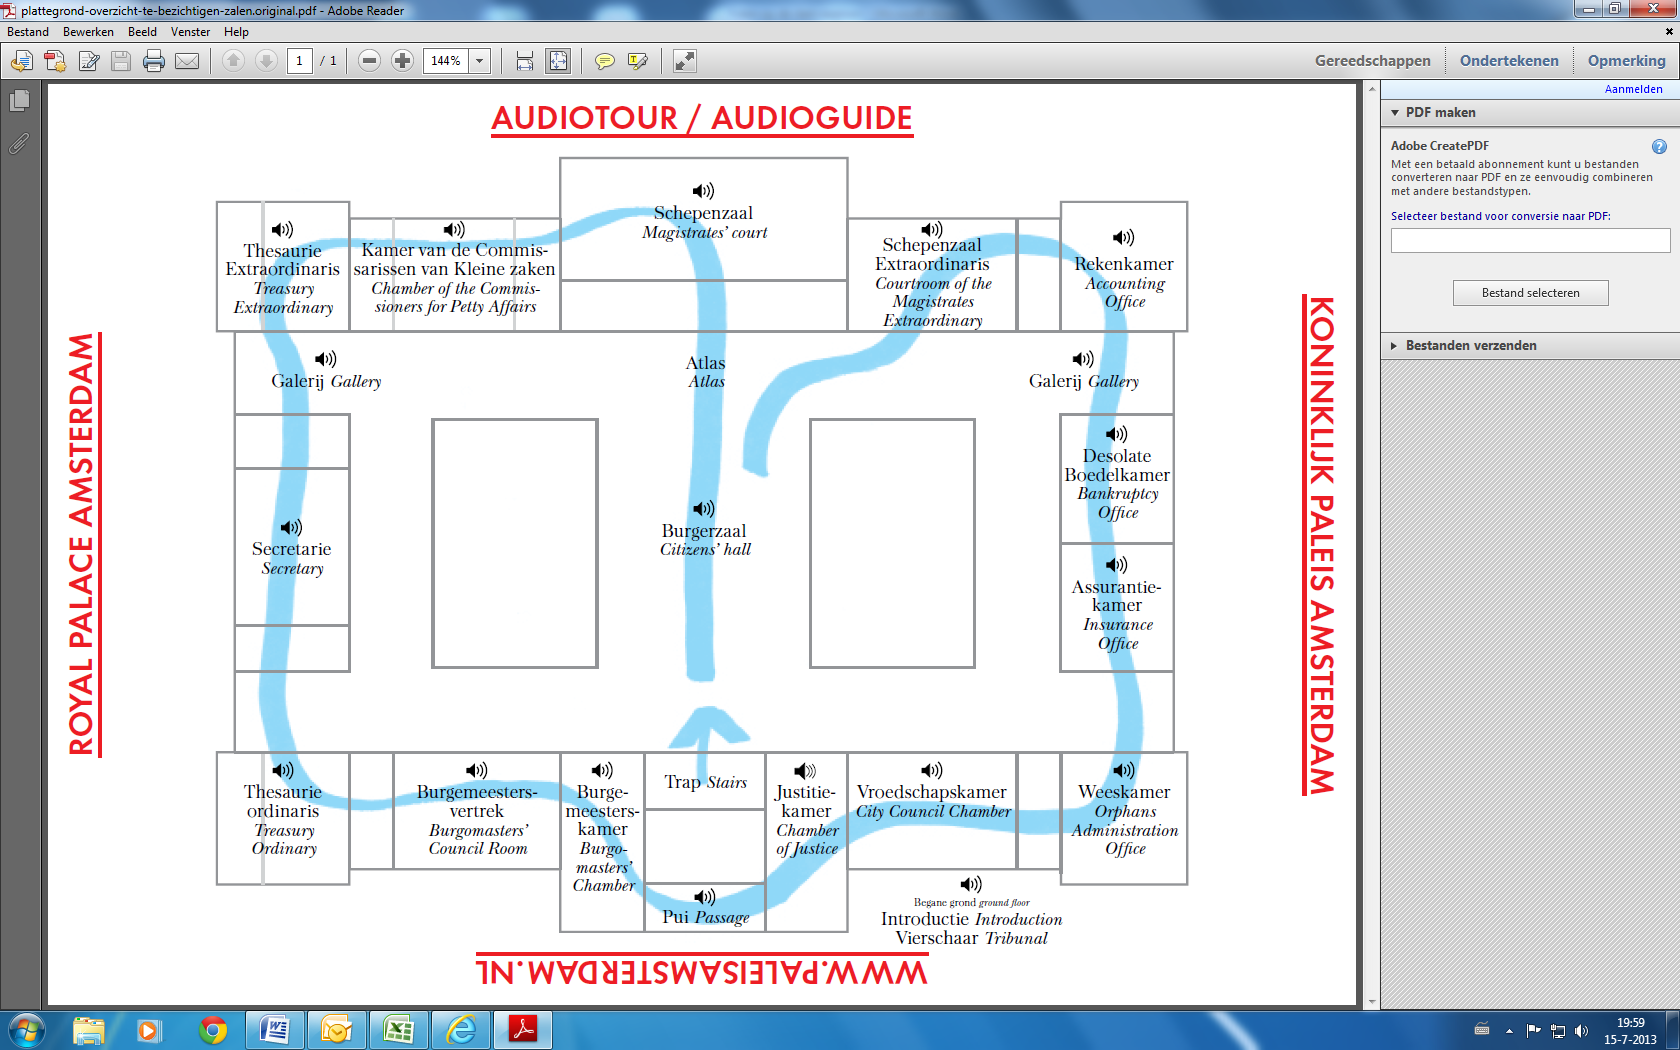 plattegrond-overzicht-te-bezichtigen-zalen.original.pdf - Adobe Reader
Bestand Bewerken Beeld Venster Help
1 / 1 144% Gereedschappen Ondertekenen Opmerking
Aanmelden
PDF maken
Adobe CreatePDF
Met een betaald abonnement kunt u bestanden
converteren naar PDF en ze eenvoudig combineren
met andere bestandstypen.
Selecteer bestand voor conversie naar PDF:
Bestand selecteren
Bestanden verzenden
AUDIOTOUR / AUDIOGUIDE
ROYAL PALACE AMSTERDAM
KONINKLIJK PALEIS AMSTERDAM
Thesaurie
Extraordinaris
Treasury
Extraordinary
Kamer van de Commis-
sarissen van Kleine zaken
Chamber of the Commis-
sioners for Petty Affairs
Schepenzaal
Magistrates' court
Schepenzaal
Extraordinaris
Courtroom of the
Magistrates
Extraordinary
Rekenkamer
Accounting
Office
Galerij Gallery
Atlas
Atlas
Galerij Gallery
Desolate
Boedelkamer
Bankruptcy
Office
Secretarie
Secretary
Burgerzaal
Citizens' hall
Assurantie-
kamer
Insurance
Office
Thesaurie
ordinaris
Treasury
Ordinary
Burgemeesters-
vertrek
Burgomasters'
Council Room
Burge-
meesters-
kamer
Burgo-
masters'
Chamber
Trap Stairs
Pui Passage
Justitie-
kamer
Chamber
of Justice
Vroedschapskamer
City Council Chamber
Weeskamer
Orphans
Administration
Office
Begane grond ground floor
Introductie Introduction
Vierschaar Tribunal
WWW.PALEISAMSTERDAM.NL
19:59
15-7-2013